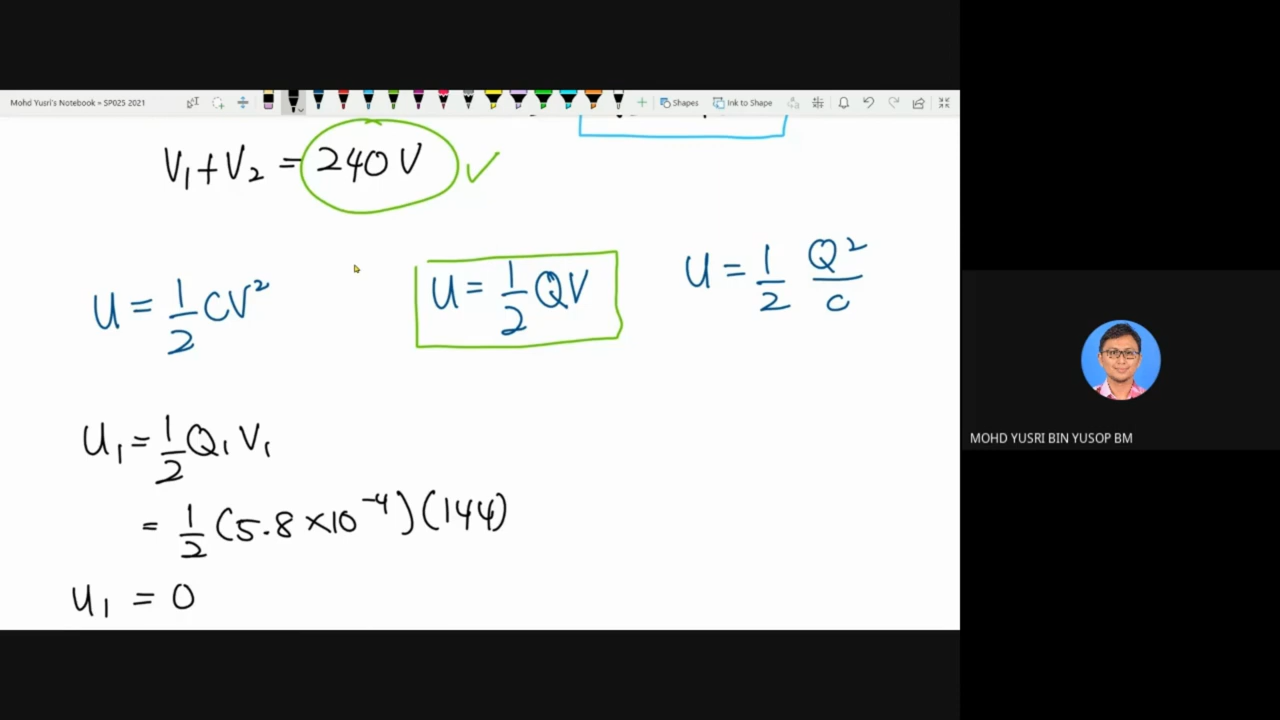 Mohd Yusri's Notebook » SP025 2021
Shapes
Ink to Shape
V₁ + V₂ = 240 V ✓
U = 1/2 CV²
U = 1/2 QV
U = 1/2 Q²/C
U₁ = 1/2 Q₁ V₁
= 1/2 (5.8 × 10⁻⁴)(144)
U₁ = 0
MOHD YUSRI BIN YUSOP BM